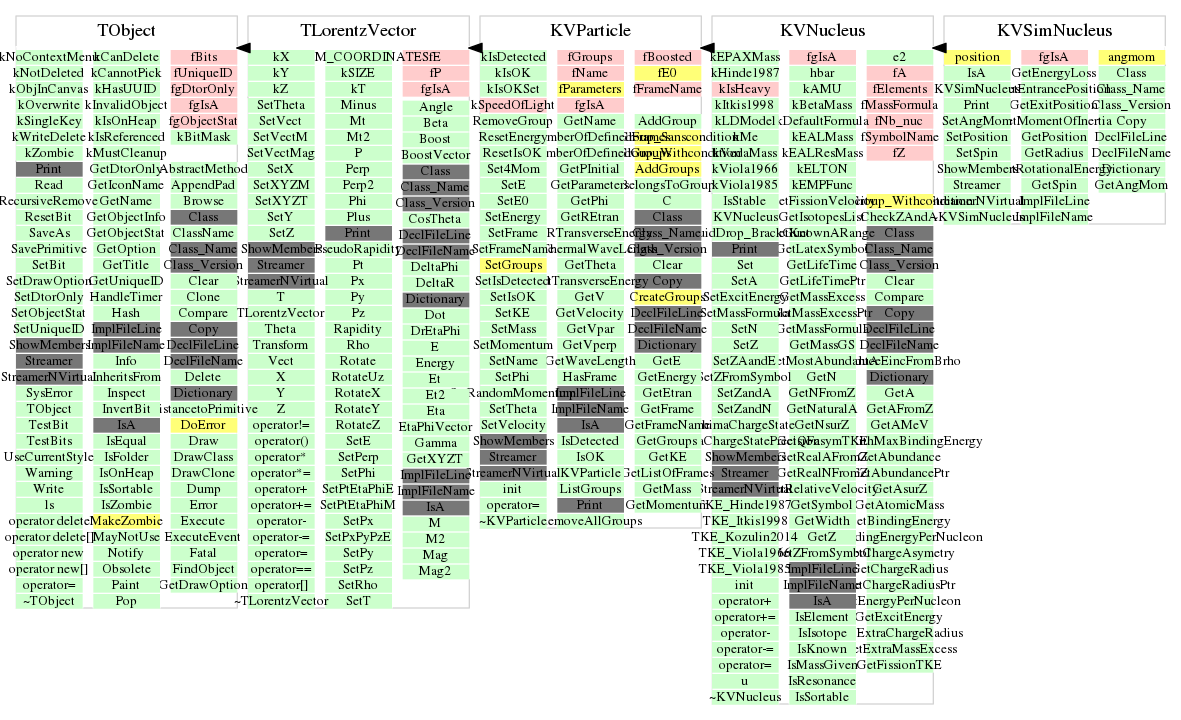 TObject
kNoContextMenu
kNotDeleted
kObjInCanvas
kOverwrite
kSingleKey
kWriteDelete
kZombie
Print
Read
RecursiveRemove
ResetBit
SaveAs
SavePrimitive
SetBit
SetDrawOption
SetDtorOnly
SetObjectStat
SetUniqueID
ShowMembers
Streamer
StreamerNVirtual
SysError
TObject
TestBit
TestBits
UseCurrentStyle
Warning
Write
ls
operator delete
operator delete[]
operator new
operator new[]
operator=
~TObject
kCanDelete
kCannotPick
kHasUUID
kInvalidObject
kIsOnHeap
kIsReferenced
kMustCleanup
GetDtorOnly
GetIconName
GetName
GetObjectInfo
GetObjectStat
GetOption
GetTitle
GetUniqueID
HandleTimer
Hash
ImplFileLine
ImplFileName
Info
InheritsFrom
Inspect
InvertBit
IsA
IsEqual
IsFolder
IsOnHeap
IsSortable
IsZombie
MakeZombie
MayNotUse
Notify
Obsolete
Paint
Pop
fBits
fUniqueID
fgDtorOnly
fgIsA
fgObjectStat
kBitMask
AbstractMethod
AppendPad
Browse
Class
ClassName
Class_Name
Class_Version
Clear
Clone
Compare
Copy
DeclFileLine
DeclFileName
Delete
Dictionary
DistancetoPrimitive
DoError
Draw
DrawClass
DrawClone
Dump
Error
Execute
ExecuteEvent
Fatal
FindObject
GetDrawOption
TLorentzVector
kX
kY
kZ
SetTheta
SetVect
SetVectM
SetVectMag
SetX
SetXYZM
SetXYZT
SetY
SetZ
ShowMembers
Streamer
StreamerNVirtual
T
TLorentzVector
Theta
Transform
Vect
X
Y
Z
operator!=
operator()
operator*
operator*=
operator+
operator+=
operator-
operator-=
operator=
operator==
operator[]
~TLorentzVector
kSIZE
kT
Minus
Mt
Mt2
P
Perp
Perp2
Phi
Plus
Print
PseudoRapidity
Pt
Px
Py
Pz
Rapidity
Rho
Rotate
RotateUz
RotateX
RotateY
RotateZ
SetE
SetPerp
SetPhi
SetPtEtaPhiE
SetPtEtaPhiM
SetPx
SetPxPyPzE
SetPy
SetPz
SetRho
SetT
fE
fP
fgIsA
Angle
Beta
Boost
BoostVector
Class
Class_Name
Class_Version
CosTheta
DeclFileLine
DeclFileName
DeltaPhi
DeltaR
Dictionary
Dot
DrEtaPhi
E
Energy
Et
Et2
Eta
EtaPhiVector
Gamma
GetXYZT
ImplFileLine
ImplFileName
IsA
M
M2
Mag
Mag2
KVParticle
kIsDetected
kIsOK
kIsOKSet
kSpeedOfLight
RemoveGroup
ResetEnergy
ResetIsOK
Set4Mom
SetE
SetE0
SetEnergy
SetFrame
SetFrameName
SetGroups
SetIsDetected
SetIsOK
SetKE
SetMass
SetMomentum
SetName
SetPhi
SetRandomMomentum
SetTheta
SetVelocity
ShowMembers
Streamer
StreamerNVirtual
init
operator=
~KVParticle
fGroups
fName
fParameters
fgIsA
GetName
GetPInitial
GetParameters
GetPhi
GetREtran
GetTheta
GetV
GetVelocity
GetVpar
GetVperp
GetWaveLength
HasFrame
ImplFileLine
ImplFileName
IsA
IsDetected
IsOK
KVParticle
ListGroups
Print
RemoveAllGroups
fBoosted
fE0
fFrameName
AddGroup
AddGroups
BelongsToGroup
C
Class
Class_Name
Class_Version
Clear
Copy
CreateGroups
DeclFileLine
DeclFileName
Dictionary
GetE
GetEnergy
GetEtran
GetFrame
GetFrameName
GetGroups
GetKE
GetListOfFrames
GetMass
GetMomentum
KVNucleus
kEPAXMass
kHinde1987
kIsHeavy
kItkis1998
kLDModel
kMe
kViolaMass
kViola1966
kViola1985
IsStable
KVNucleus
Print
Set
SetA
SetExcitEnergy
SetMassFormula
SetN
SetZ
SetZAandE
SetZFromSymbol
SetZandA
SetZandN
ShowMembers
Streamer
StreamerNVirtual
TKE_Hinde1987
TKE_Itkis1998
TKE_Kozulin2014
TKE_Viola1966
TKE_Viola1985
init
operator+
operator+=
operator-
operator-=
operator=
u
~KVNucleus
fgIsA
hbar
kAMU
kBetaMass
kDefaultFormula
kEALMass
kEALResMass
kELTON
kEMPFunc
GetFissionVelocity
GetIsotopesList
GetKnownARange
GetLatexSymbol
GetLifeTime
GetLifeTimePtr
GetMassExcess
GetMassExcessPtr
GetMassFormula
GetMassGS
GetMostAbundantA
GetN
GetNFromZ
GetNaturalA
GetNsurZ
GetRealAFromZ
GetRealNFromZ
GetRelativeVelocity
GetSymbol
GetWidth
GetZ
GetZFromSymbol
ImplFileLine
ImplFileName
IsA
IsElement
IsIsotope
IsKnown
IsMassGiven
IsResonance
IsSortable
e2
fA
fElements
fMassFormula
fNb_nuc
fSymbolName
fZ
CheckZAndA
Class
Class_Name
Class_Version
Clear
Compare
Copy
DeclFileLine
DeclFileName
Dictionary
GetA
GetAFromZ
GetAMeV
GetAbundance
GetAbundancePtr
GetAsurZ
GetAtomicMass
GetBindingEnergy
GetChargeAsymetry
GetChargeRadius
GetChargeRadiusPtr
GetExcitEnergy
GetExtraChargeRadius
GetExtraMassExcess
GetFissionTKE
KVSimNucleus
position
IsA
KVSimNucleus
Print
SetAngMom
SetPosition
SetSpin
ShowMembers
Streamer
StreamerNVirtual
~KVSimNucleus
fgIsA
GetEnergyLoss
GetEntrancePosition
GetExitPosition
GetMomentOfInertia
GetPosition
GetRadius
GetRotationalEnergy
GetSpin
ImplFileLine
ImplFileName
angmom
Class
Class_Name
Class_Version
Copy
DeclFileLine
DeclFileName
Dictionary
GetAngMom